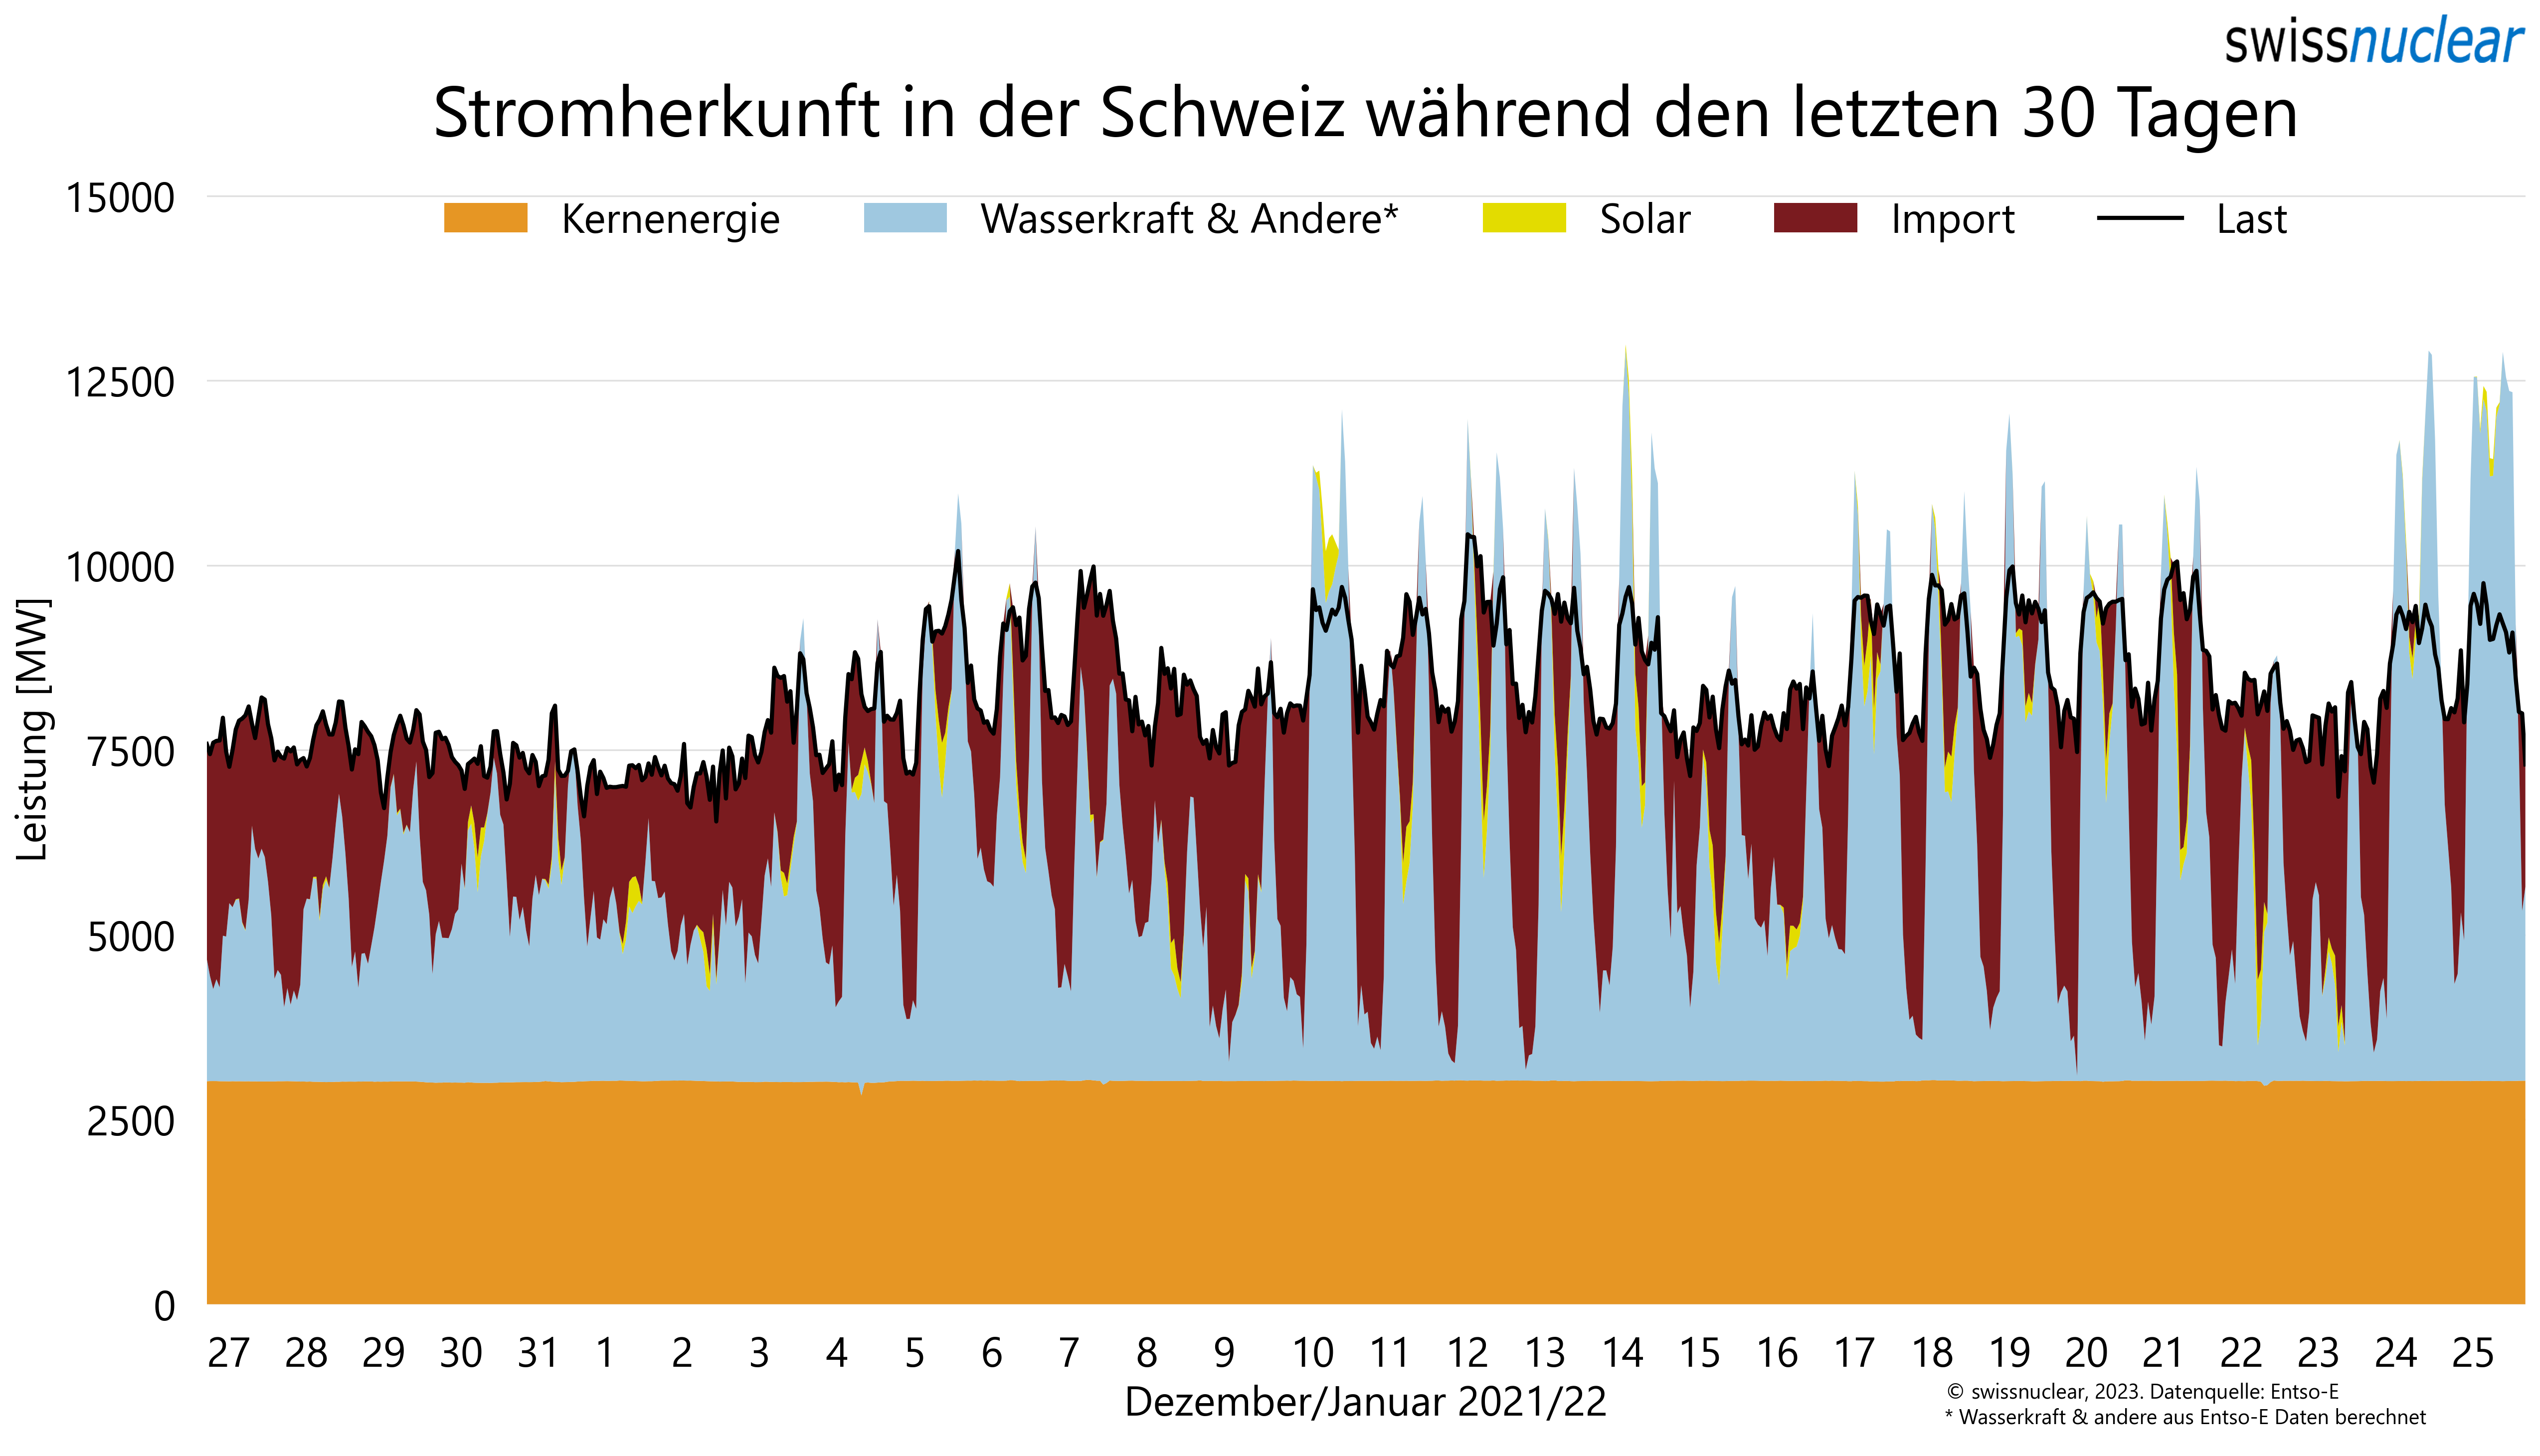 swissnuclear
Stromherkunft in der Schweiz während den letzten 30 Tagen
15000
Kernenergie Wasserkraft & Andere* Solar Import Last
12500
10000
7500
5000
2500
0
Leistung [MW]
27 28 29 30 31 1 2 3 4 5 6 7 8 9 10 11 12 13 14 15 16 17 18 19 20 21 22 23 24 25
Dezember/Januar 2021/22
© swissnuclear, 2023. Datenquelle: Entso-E
* Wasserkraft & andere aus Entso-E Daten berechnet